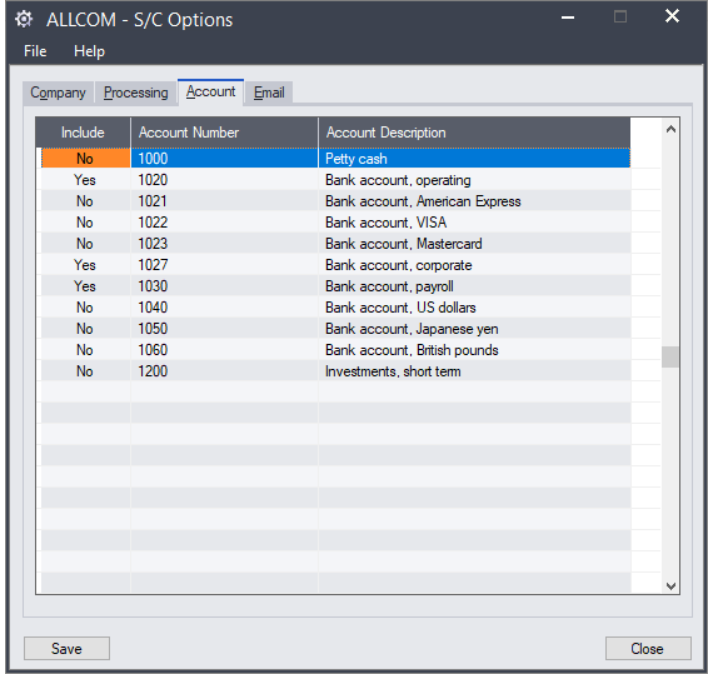 ALLCOM - S/C Options
File Help
Company Processing Account Email
Include Account Number Account Description
No 1000 Petty cash
Yes 1020 Bank account, operating
No 1021 Bank account, American Express
No 1022 Bank account, VISA
No 1023 Bank account, Mastercard
Yes 1027 Bank account, corporate
Yes 1030 Bank account, payroll
No 1040 Bank account, US dollars
No 1050 Bank account, Japanese yen
No 1060 Bank account, British pounds
No 1200 Investments, short term
Save Close